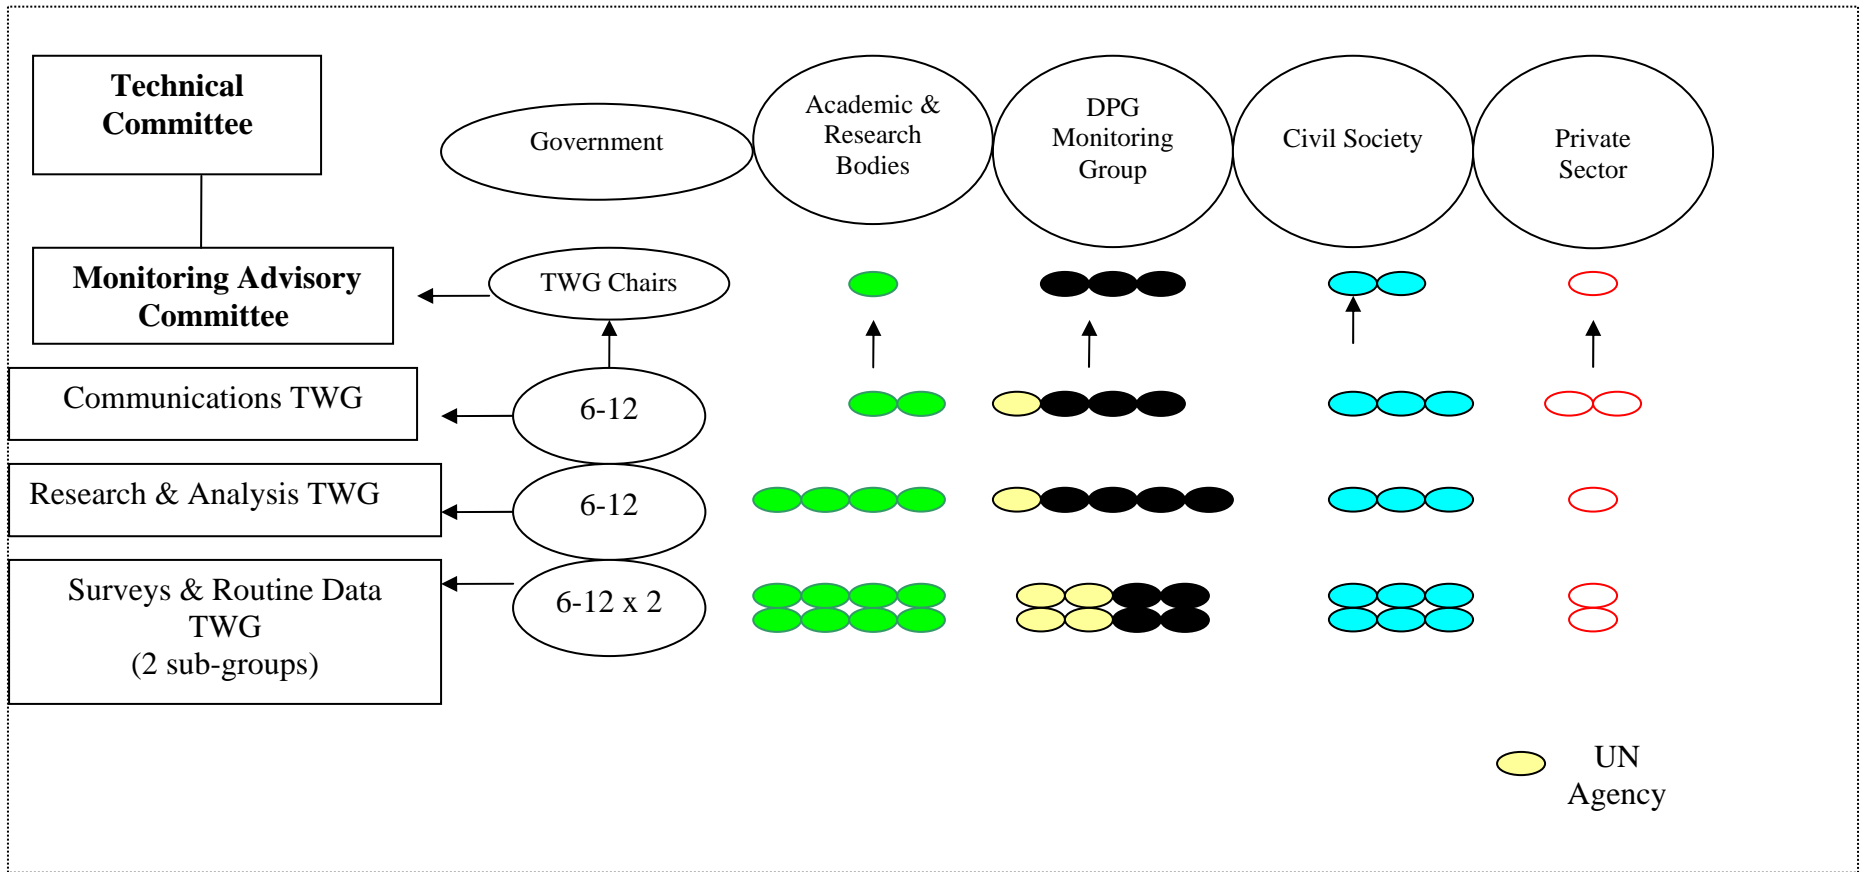 Technical
Committee
Government
Academic &
Research
Bodies
DPG
Monitoring
Group
Civil Society
Private
Sector
Monitoring Advisory
Committee
TWG Chairs
Communications TWG
6-12
Research & Analysis TWG
6-12
Surveys & Routine Data
TWG
(2 sub-groups)
6-12 x 2
UN
Agency